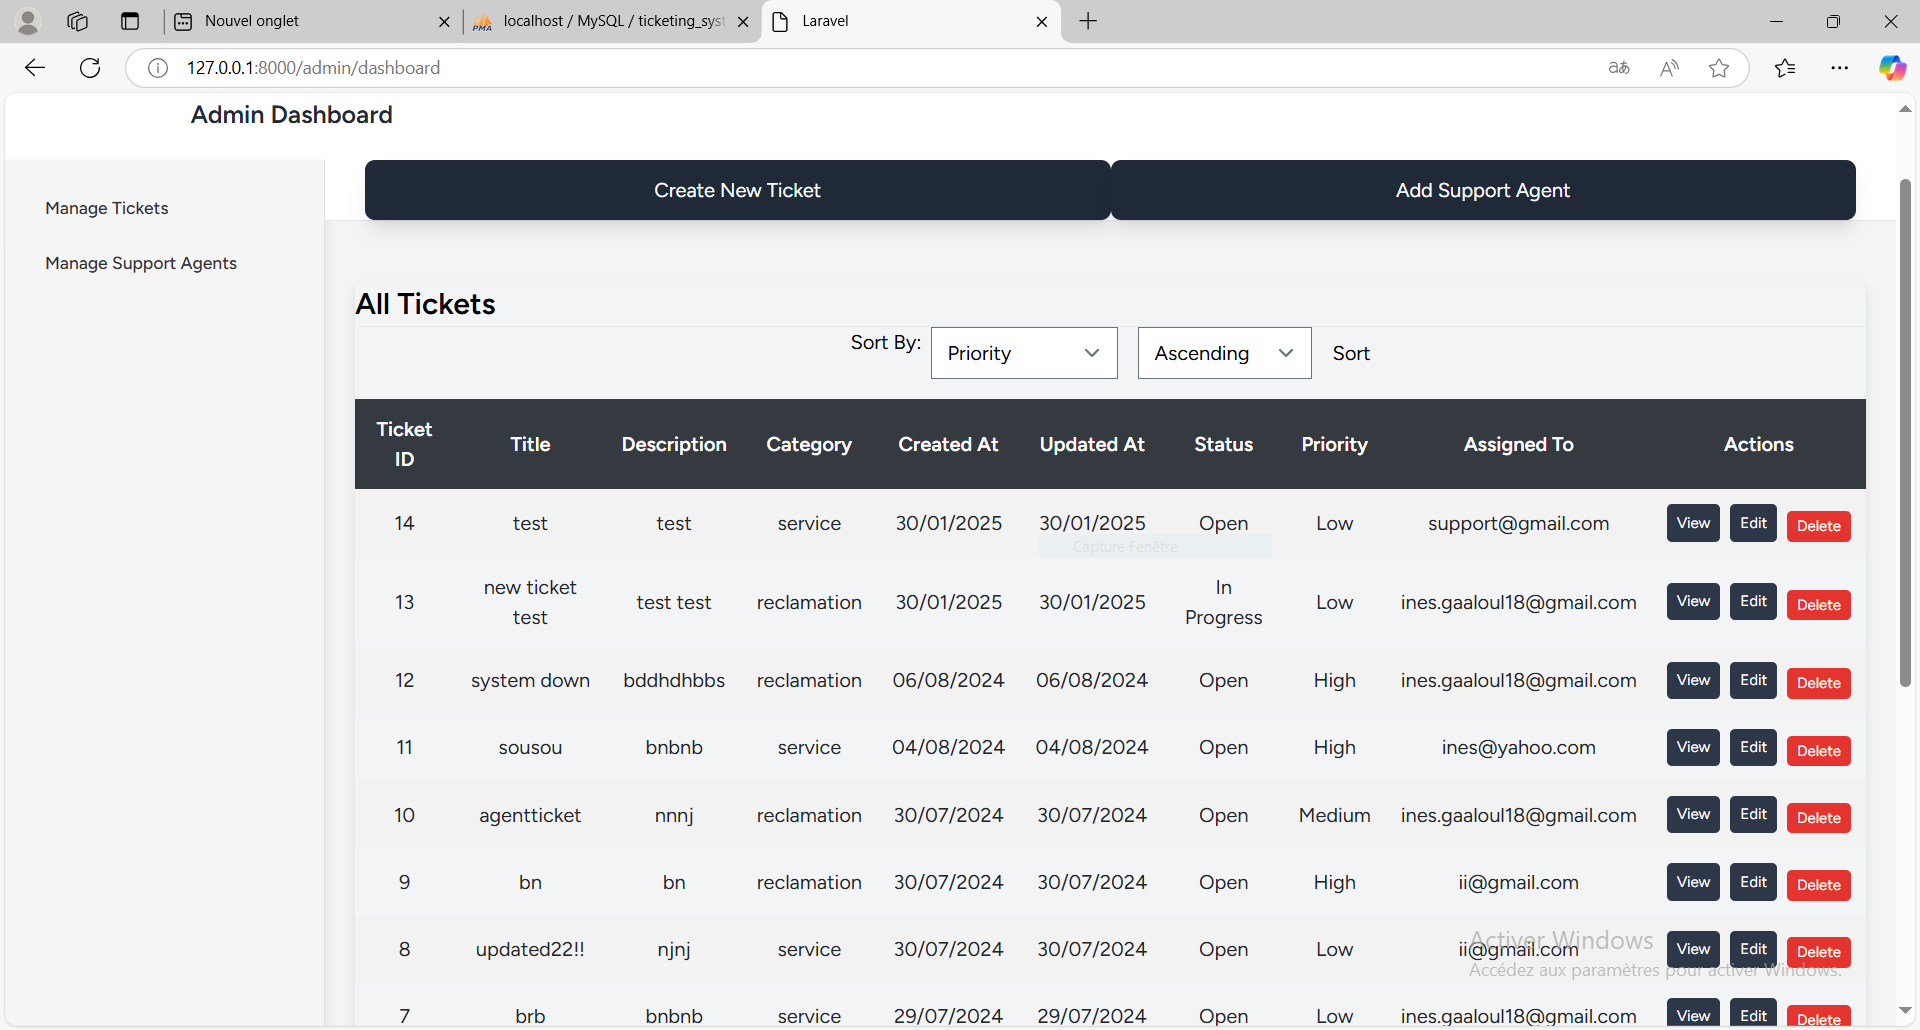 Nouvel onglet
localhost / MySQL / ticketing_syst
Laravel
127.0.0.1:8000/admin/dashboard
Admin Dashboard
Manage Tickets
Manage Support Agents
Create New Ticket
Add Support Agent
All Tickets
Sort By: Priority Ascending Sort
Ticket ID Title Description Category Created At Updated At Status Priority Assigned To Actions
14 test test service 30/01/2025 30/01/2025 Open Low support@gmail.com View Edit Delete
Capture Fenêtre
13 new ticket test test test reclamation 30/01/2025 30/01/2025 In Progress Low ines.gaaloul18@gmail.com View Edit Delete
12 system down bddhdhbbs reclamation 06/08/2024 06/08/2024 Open High ines.gaaloul18@gmail.com View Edit Delete
11 sousou bnbnb service 04/08/2024 04/08/2024 Open High ines@yahoo.com View Edit Delete
10 agentticket nnnj reclamation 30/07/2024 30/07/2024 Open Medium ines.gaaloul18@gmail.com View Edit Delete
9 bn bn reclamation 30/07/2024 30/07/2024 Open High ii@gmail.com View Edit Delete
8 updated22!! njnj service 30/07/2024 30/07/2024 Open Low ii@gmail.com View Edit Delete
Activer Windows
Accédez aux paramètres pour activer Windows.
7 brb bnbnb service 29/07/2024 29/07/2024 Open Low ines.gaaloul18@gmail.com View Edit Delete